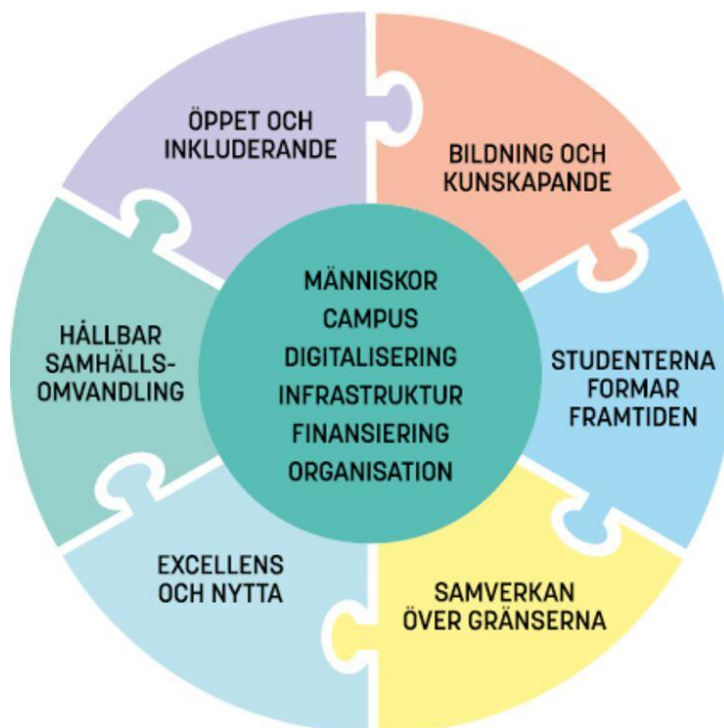 ÖPPET OCH
INKLUDERANDE
BILDNING OCH
KUNSKAPANDE
MÄNNISKOR
CAMPUS
DIGITALISERING
INFRASTRUKTUR
FINANSIERING
ORGANISATION
HÅLLBAR
SAMHÄLLS-
OMVANDLING
STUDENTERNA
FORMAR
FRAMTIDEN
EXCELLENS
OCH NYTTA
SAMVERKAN
ÖVER GRÄNSERNA